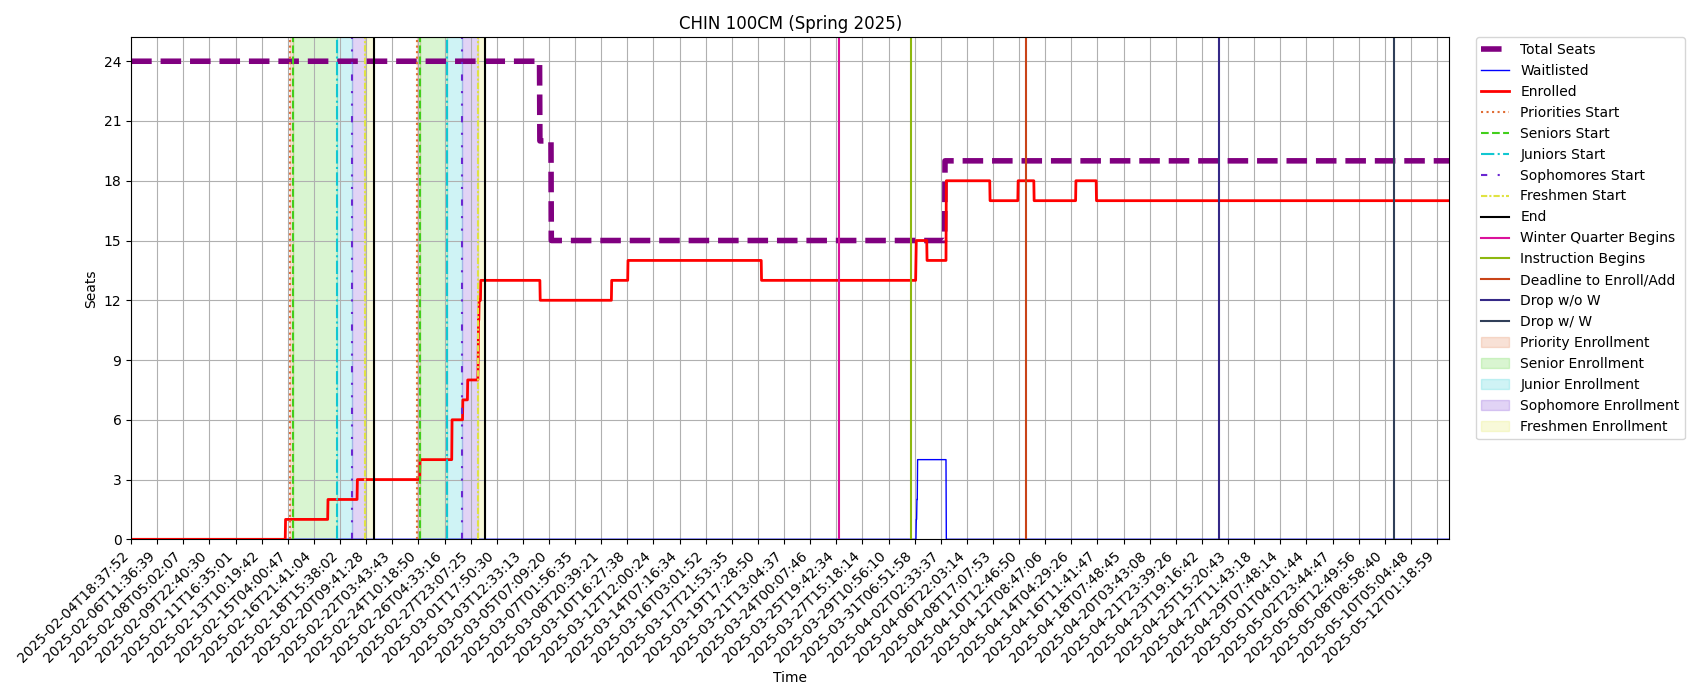 CHIN 100CM (Spring 2025)
Seats
24
21
18
15
12
9
6
3
0
2025-02-04T18:37:52
2025-02-06T11:36:39
2025-02-08T05:02:07
2025-02-09T22:40:30
2025-02-11T16:35:01
2025-02-13T10:19:42
2025-02-15T04:00:47
2025-02-16T21:41:04
2025-02-18T15:38:02
2025-02-20T09:41:28
2025-02-22T03:43:43
2025-02-24T10:18:50
2025-02-26T04:33:16
2025-02-27T23:07:25
2025-03-01T17:50:30
2025-03-03T12:33:13
2025-03-05T07:09:20
2025-03-07T01:56:35
2025-03-08T20:39:21
2025-03-10T16:27:38
2025-03-12T12:00:24
2025-03-14T07:16:34
2025-03-16T03:01:52
2025-03-17T21:53:35
2025-03-19T17:28:50
2025-03-21T13:04:37
2025-03-24T00:07:46
2025-03-25T19:42:34
2025-03-27T15:18:14
2025-03-29T10:56:10
2025-03-31T06:51:58
2025-04-02T02:33:37
2025-04-06T22:03:14
2025-04-08T17:07:53
2025-04-10T12:46:50
2025-04-12T08:47:06
2025-04-14T04:29:26
2025-04-16T11:41:47
2025-04-18T07:48:45
2025-04-20T03:43:08
2025-04-21T23:39:26
2025-04-23T19:16:42
2025-04-25T15:20:43
2025-04-27T11:43:18
2025-04-29T07:48:14
2025-05-01T04:01:44
2025-05-02T23:44:47
2025-05-06T12:49:56
2025-05-08T08:58:40
2025-05-10T05:04:48
2025-05-12T01:18:59
Time
Total Seats
Waitlisted
Enrolled
Priorities Start
Seniors Start
Juniors Start
Sophomores Start
Freshmen Start
End
Winter Quarter Begins
Instruction Begins
Deadline to Enroll/Add
Drop w/o W
Drop w/ W
Priority Enrollment
Senior Enrollment
Junior Enrollment
Sophomore Enrollment
Freshmen Enrollment